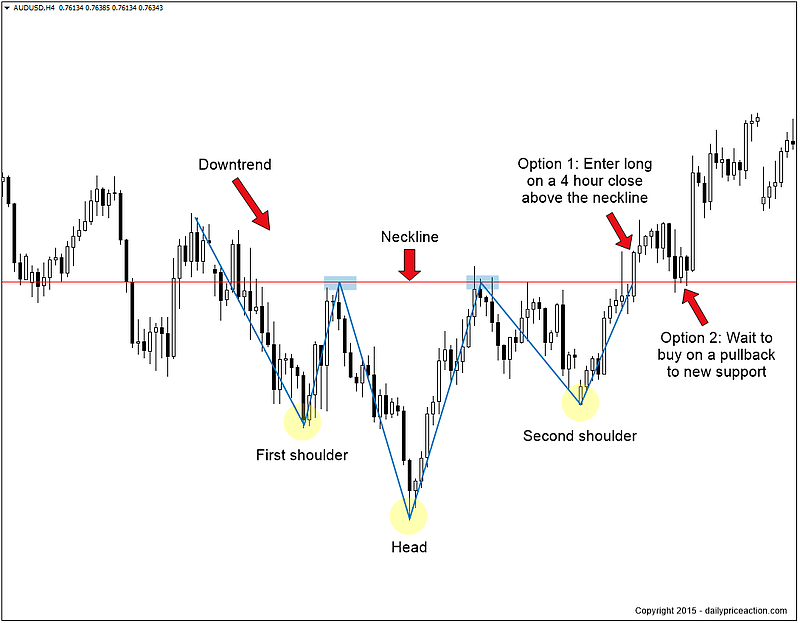 AUDUSD,H4 0.76134 0.76385 0.76134 0.76343
Downtrend
Option 1: Enter long
on a 4 hour close
above the neckline
Neckline
Option 2: Wait to
buy on a pullback
to new support
First shoulder
Second shoulder
Head
Copyright 2015 - dailypriceaction.com